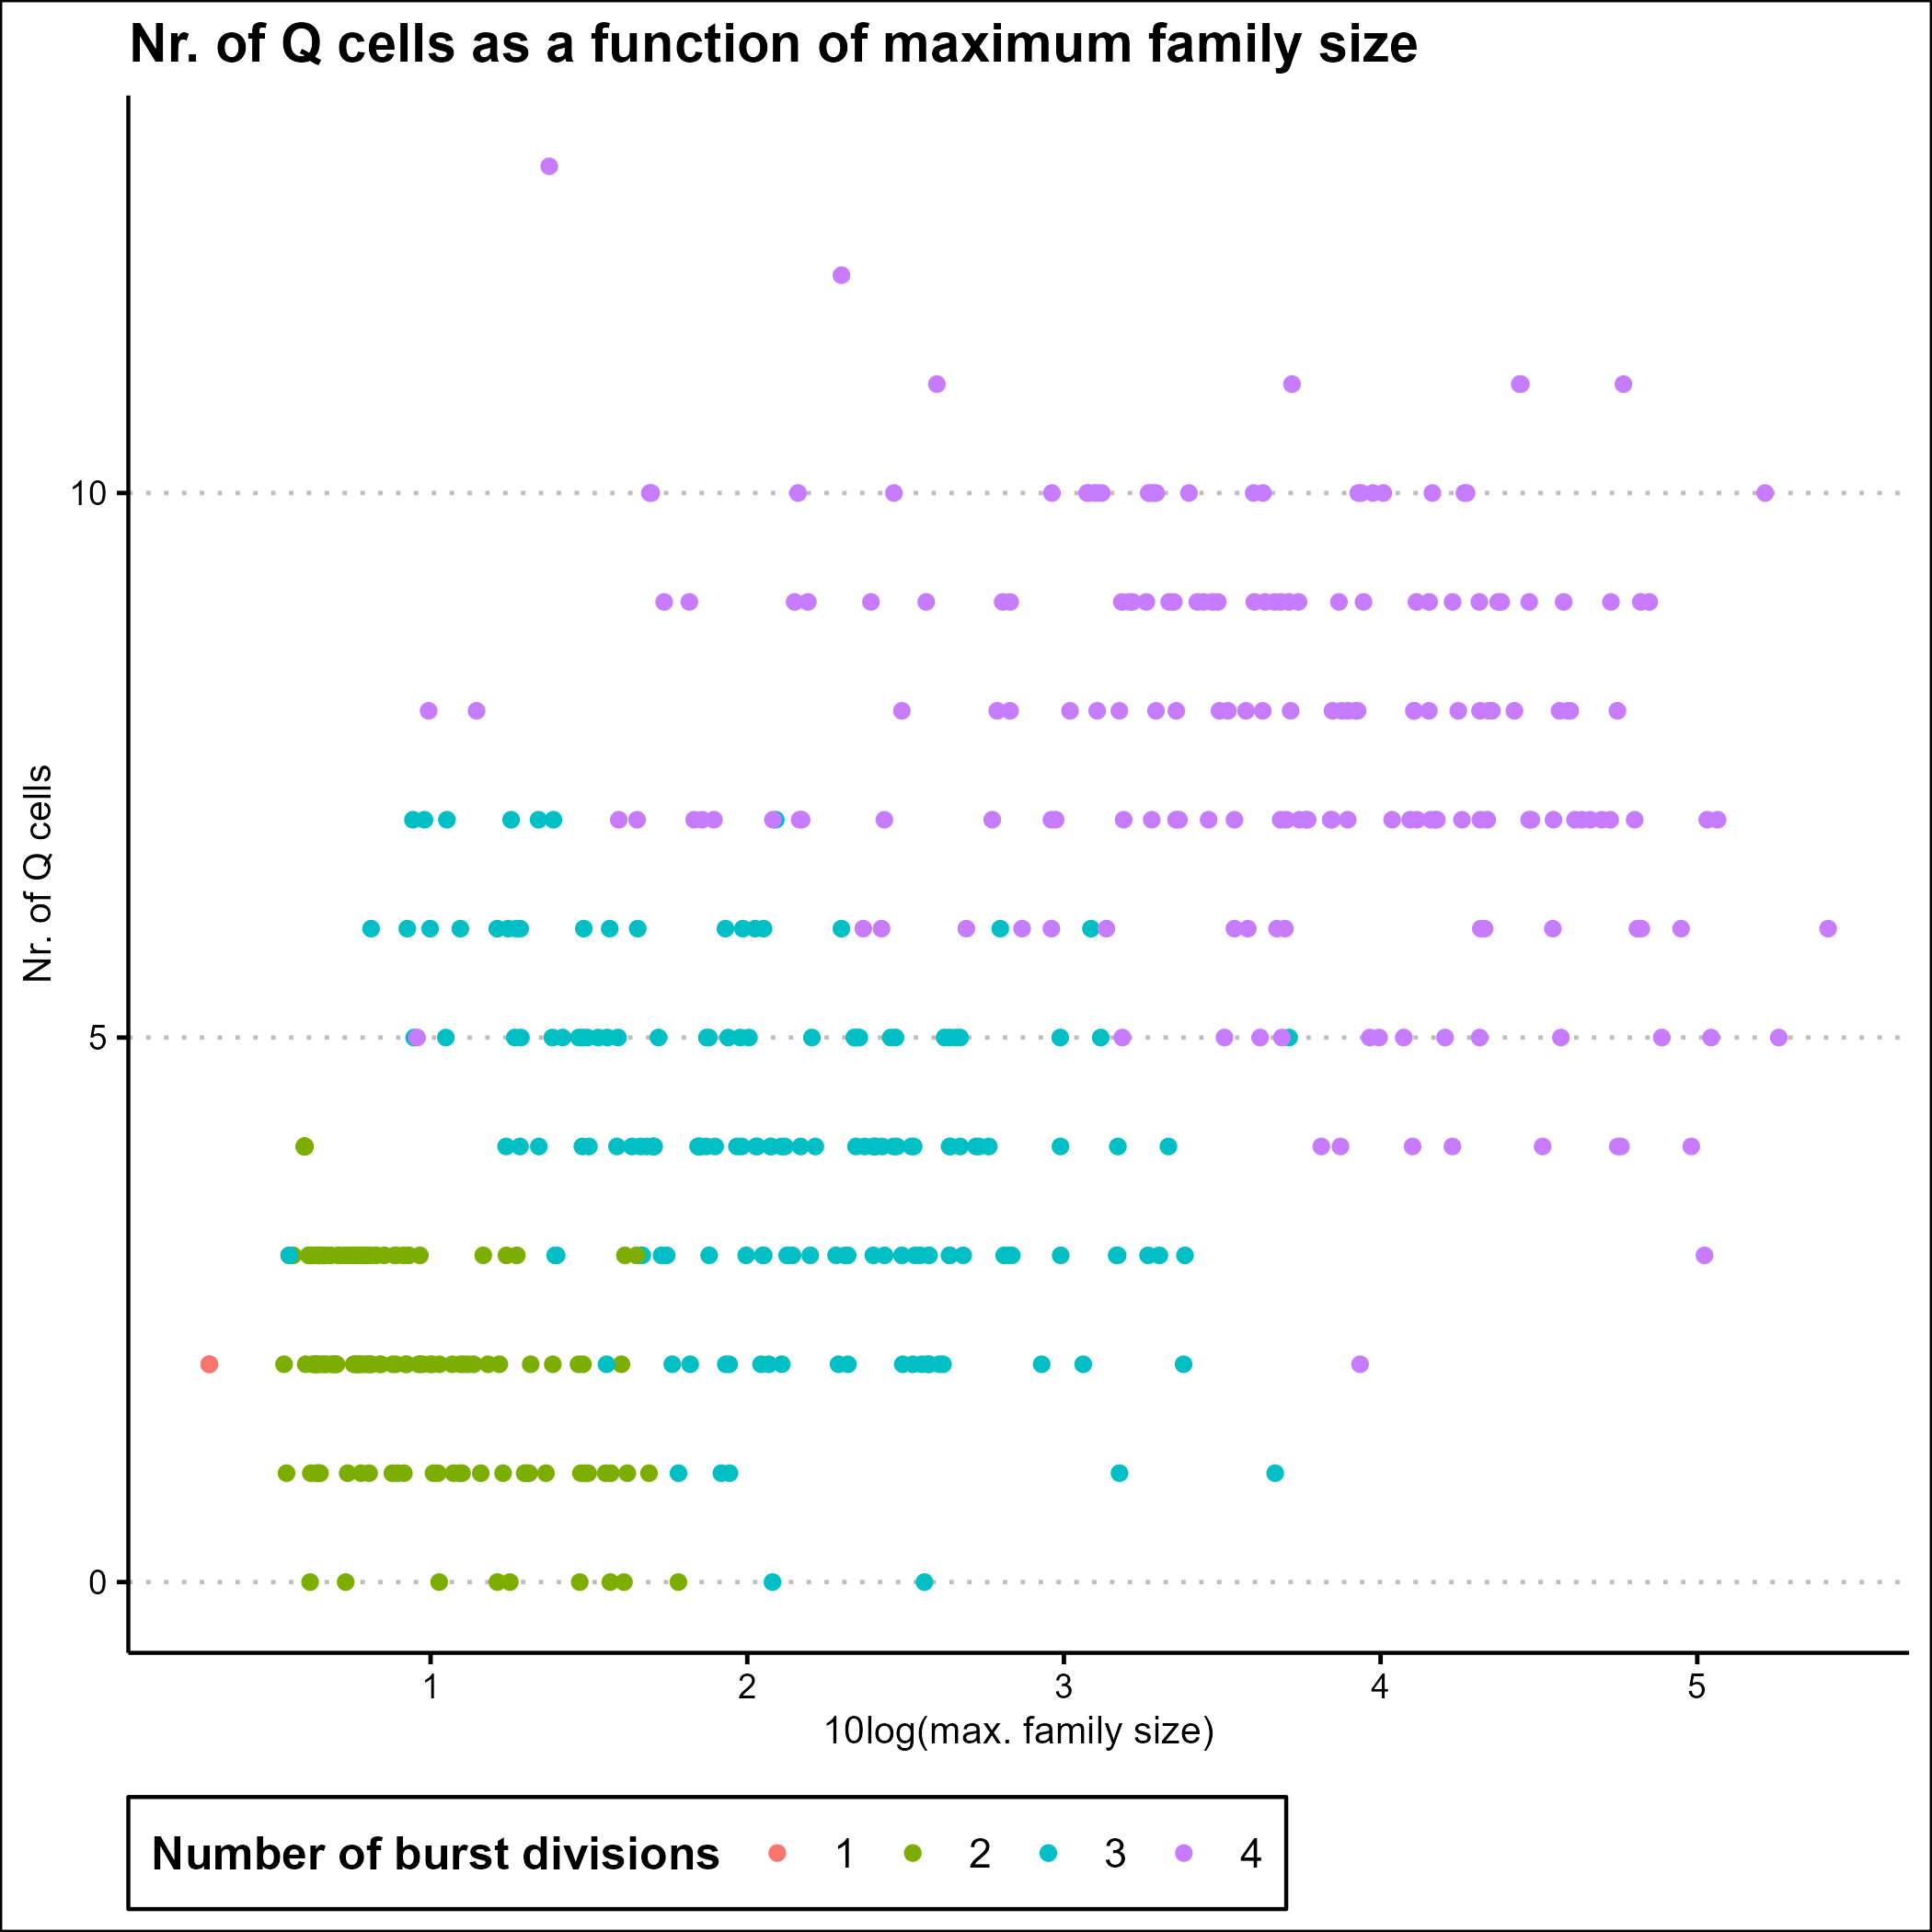 Nr. of Q cells as a function of maximum family size
10
5
0
Nr. of Q cells
1 2 3 4 5
10log(max. family size)
Number of burst divisions 1 2 3 4